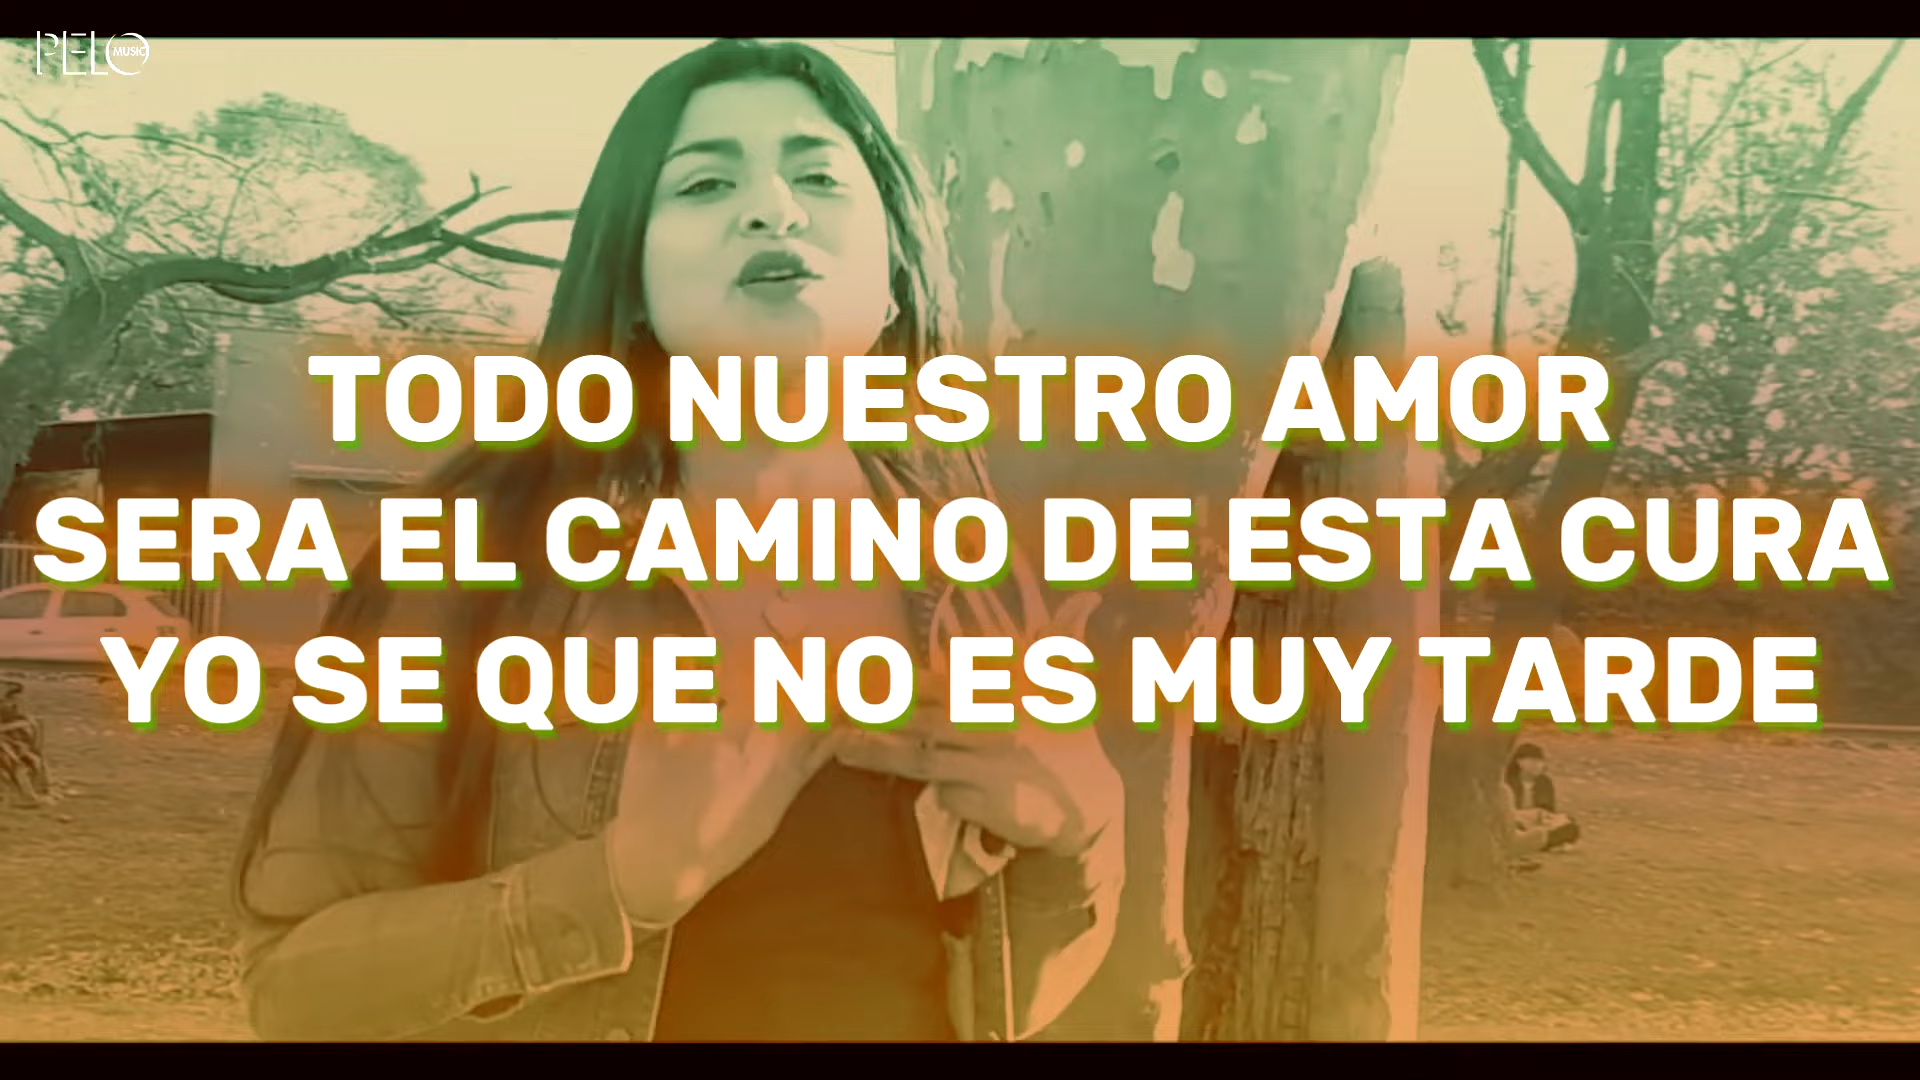 PELO MUSIC
TODO NUESTRO AMOR
SERA EL CAMINO DE ESTA CURA
YO SE QUE NO ES MUY TARDE